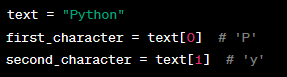 text = "Python"
first_character = text[0]  # 'P'
second_character = text[1]  # 'y'